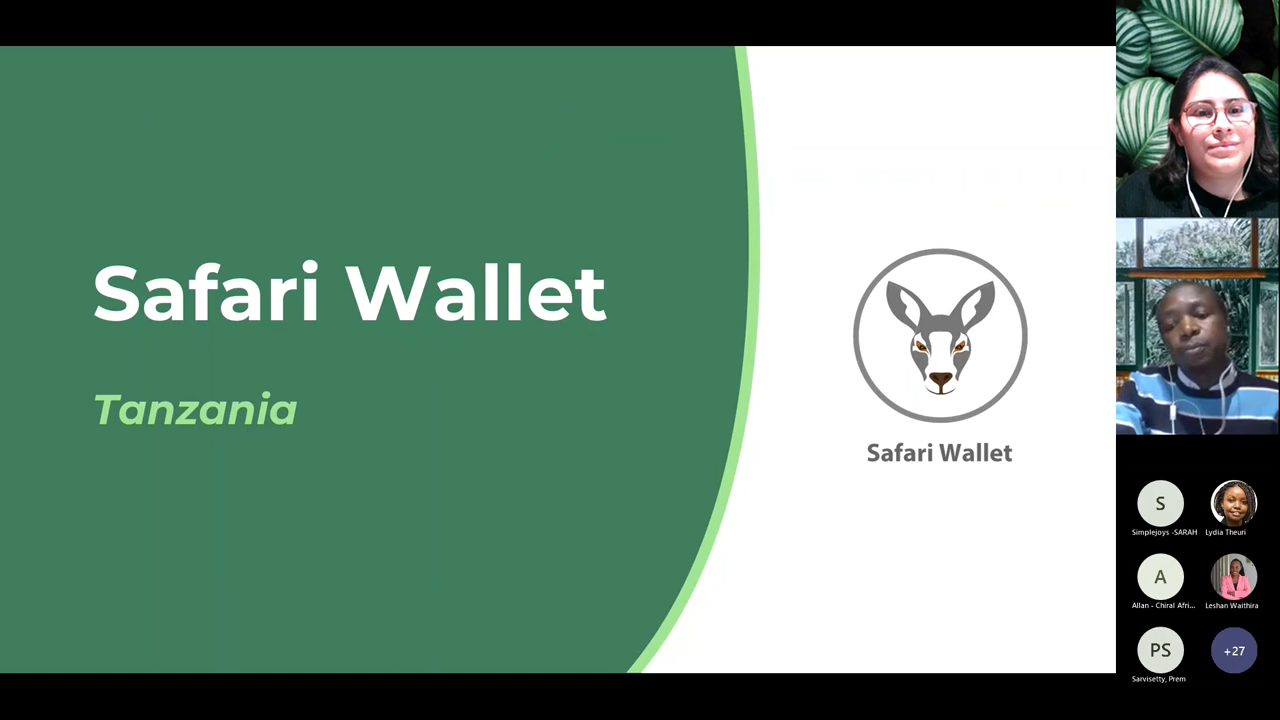 Safari Wallet
Tanzania
Safari Wallet
S
Simplejoys -SARAH
Lydia Theuri
A
Allan - Chiral Afri...
Leshan Waithira
PS
+27
Sarvisetty, Prem